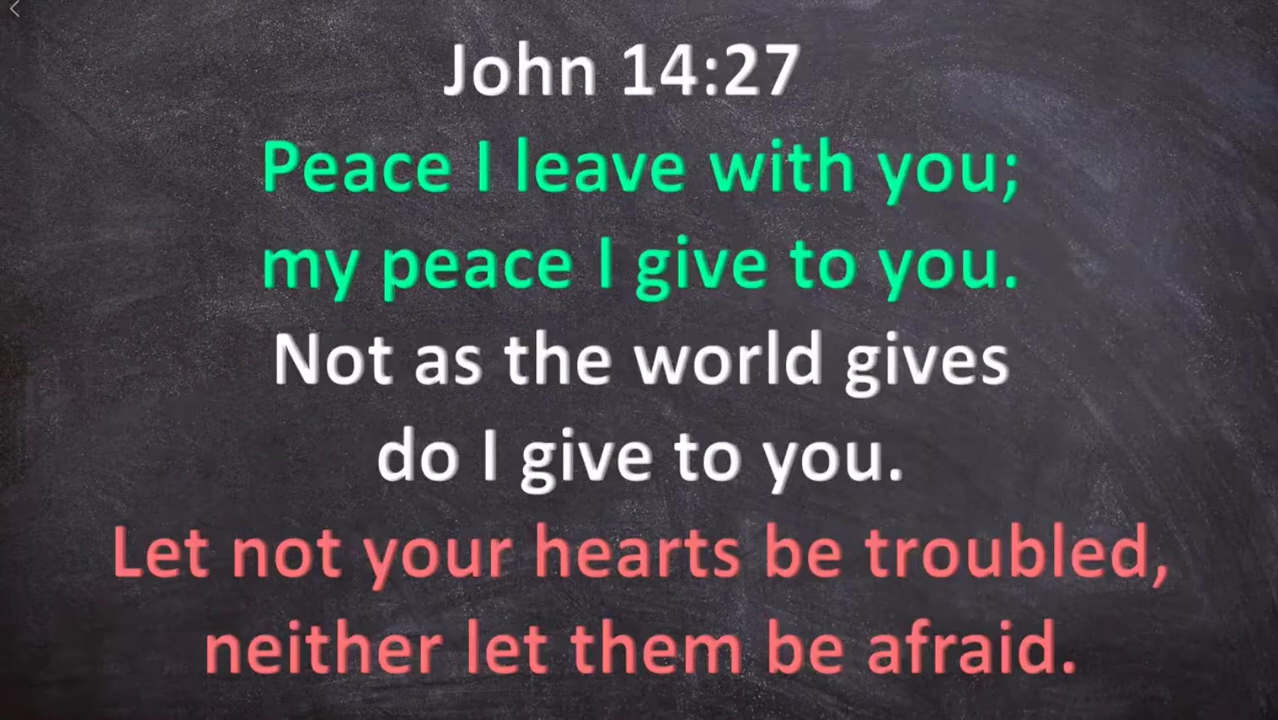 John 14:27
Peace I leave with you;
my peace I give to you.
Not as the world gives
do I give to you.
Let not your hearts be troubled,
neither let them be afraid.